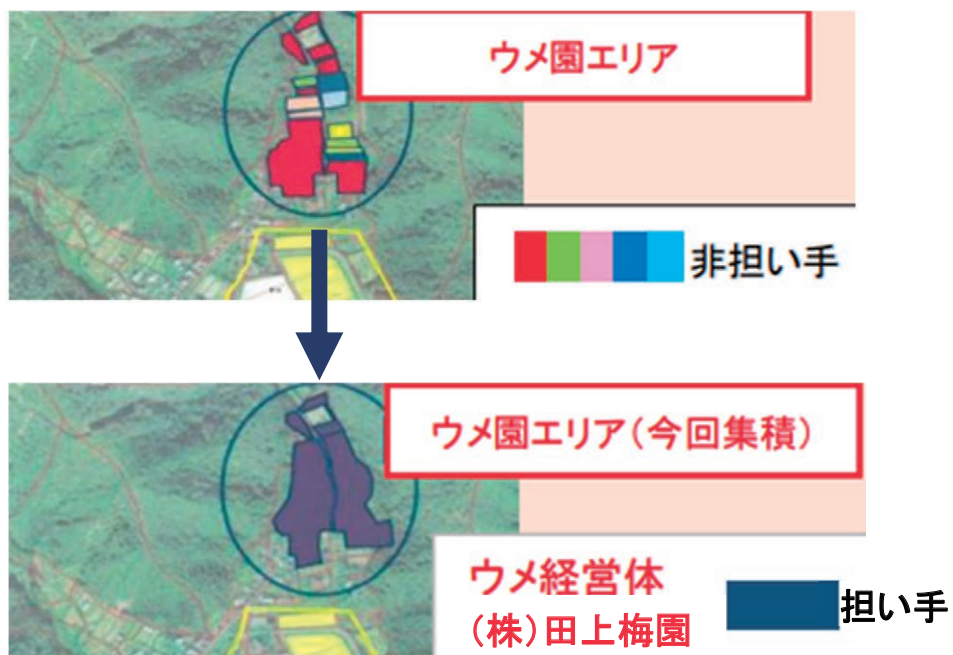 ウメ園エリア
非担い手
ウメ園エリア（今回集積）
ウメ経営体
（株）田上梅園
担い手